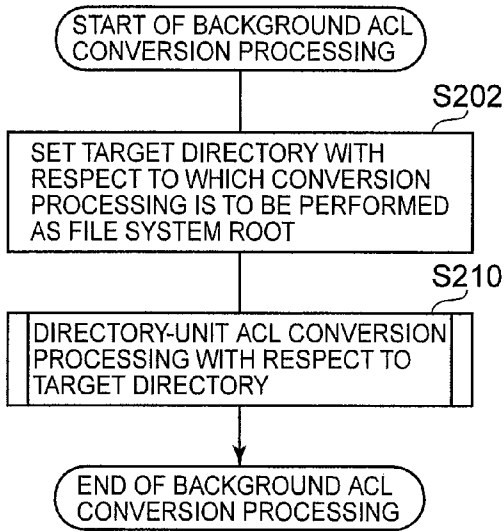 START OF BACKGROUND ACL
CONVERSION PROCESSING
S202
SET TARGET DIRECTORY WITH
RESPECT TO WHICH CONVERSION
PROCESSING IS TO BE PERFORMED
AS FILE SYSTEM ROOT
S210
DIRECTORY-UNIT ACL CONVERSION
PROCESSING WITH RESPECT TO
TARGET DIRECTORY
END OF BACKGROUND ACL
CONVERSION PROCESSING